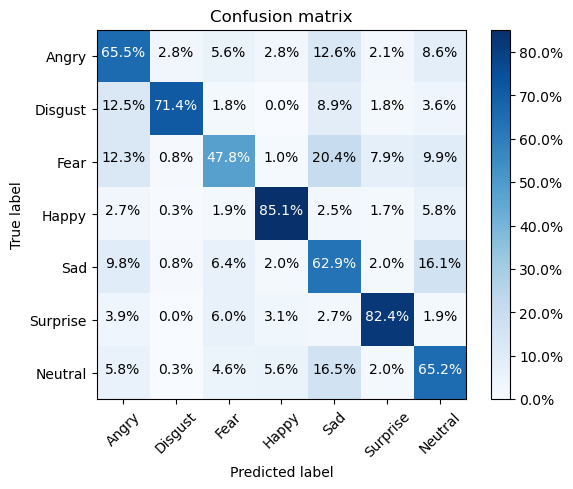 Confusion matrix
Angry 65.5% 2.8% 5.6% 2.8% 12.6% 2.1% 8.6%
Disgust 12.5% 71.4% 1.8% 0.0% 8.9% 1.8% 3.6%
Fear 12.3% 0.8% 47.8% 1.0% 20.4% 7.9% 9.9%
Happy 2.7% 0.3% 1.9% 85.1% 2.5% 1.7% 5.8%
Sad 9.8% 0.8% 6.4% 2.0% 62.9% 2.0% 16.1%
Surprise 3.9% 0.0% 6.0% 3.1% 2.7% 82.4% 1.9%
Neutral 5.8% 0.3% 4.6% 5.6% 16.5% 2.0% 65.2%
Angry Disgust Fear Happy Sad Surprise Neutral
Predicted label
True label
80.0%
70.0%
60.0%
50.0%
40.0%
30.0%
20.0%
10.0%
0.0%